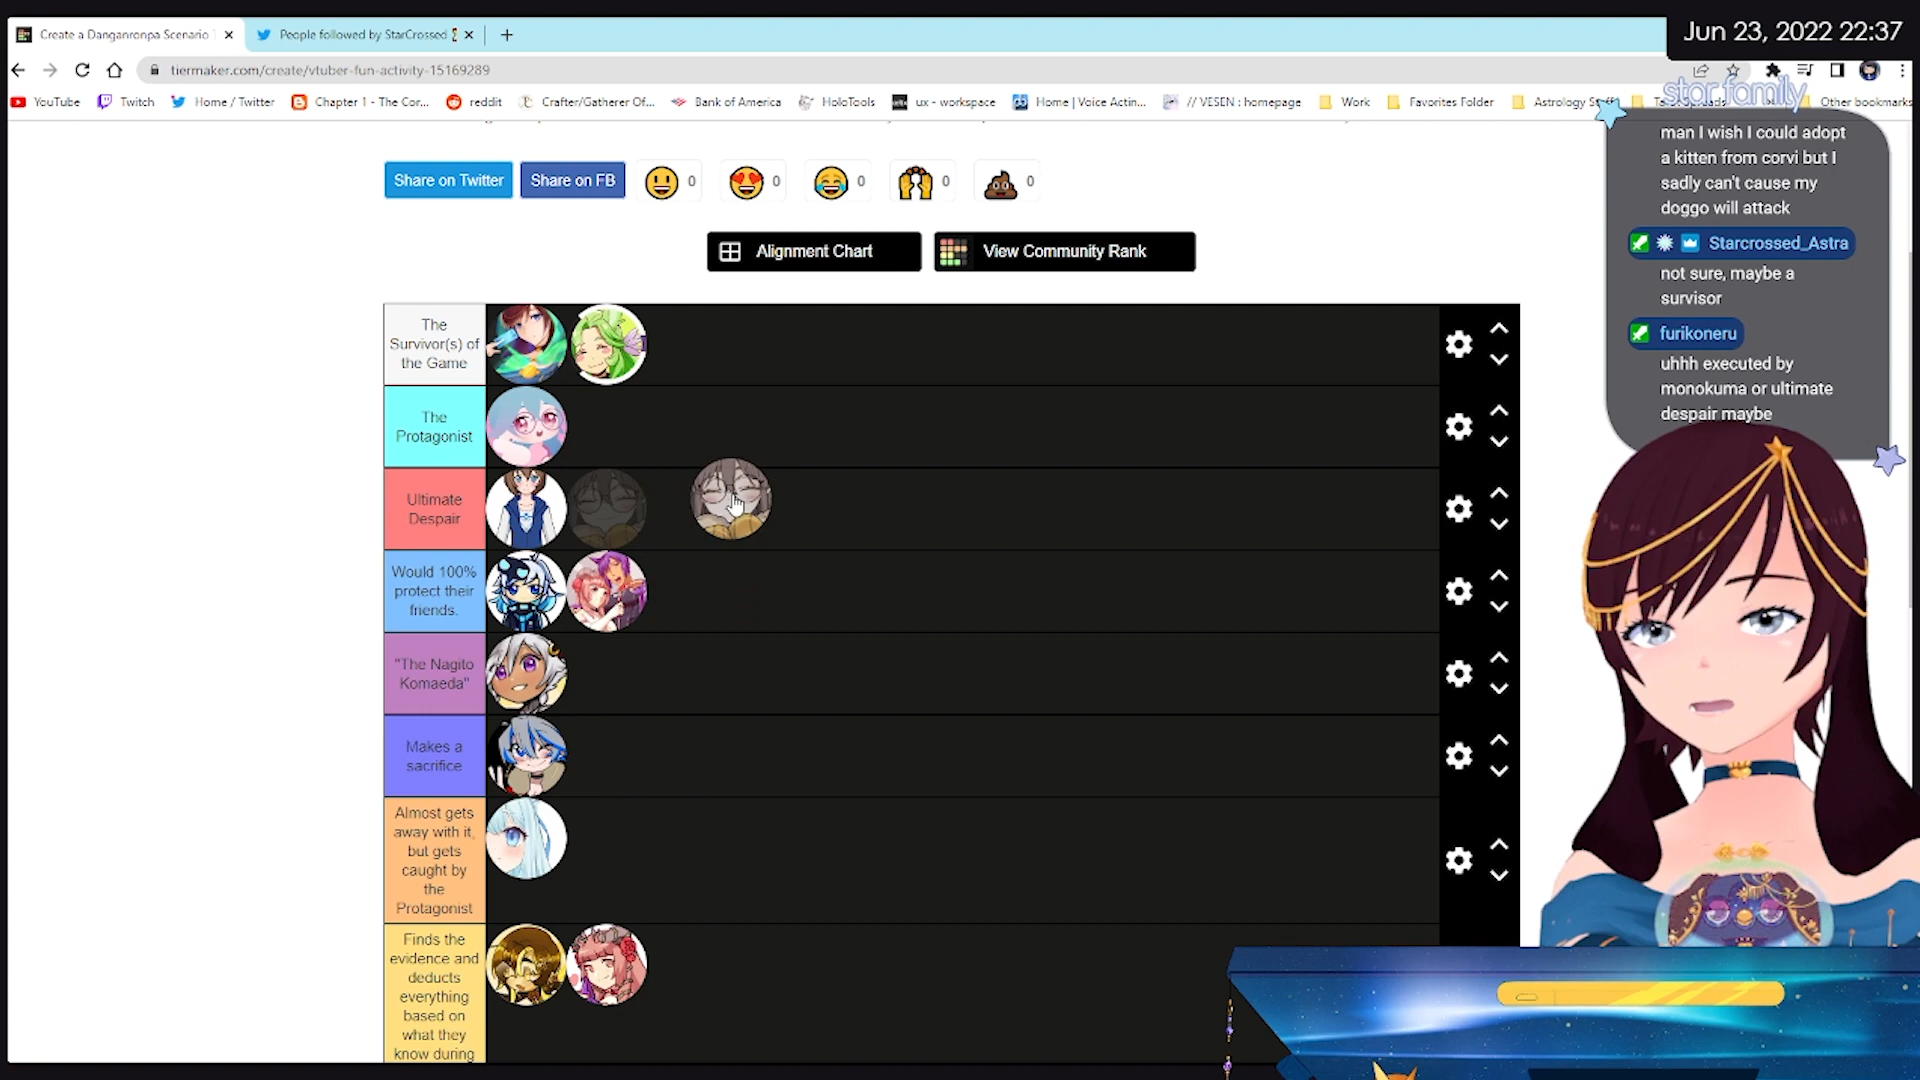 Create a Danganronpa Scenario
People followed by StarCrossed
Jun 23, 2022 22:37
tiermaker.com/create/vtuber-fun-activity-15169289
YouTube
Twitch
Home / Twitter
Chapter 1 - The Cor...
reddit
Crafter/Gatherer Of...
Bank of America
HoloTools
ux - workspace
Home | Voice Actin...
// VESEN : homepage
Work
Favorites Folder
Astrology
Other bookmarks
star family
man I wish I could adopt
a kitten from corvi but I
sadly can't cause my
doggo will attack
Starcrossed_Astra
not sure, maybe a
survisor
furikoneru
uhhh executed by
monokuma or ultimate
despair maybe
Share on Twitter
Share on FB
0
0
0
0
0
Alignment Chart
View Community Rank
The
Survivor(s) of
the Game
The
Protagonist
Ultimate
Despair
Would 100%
protect their
friends.
"The Nagito
Komaeda"
Makes a
sacrifice
Almost gets
away with it,
but gets
caught by
the
Protagonist
Finds the
evidence and
deducts
everything
based on
what they
know during